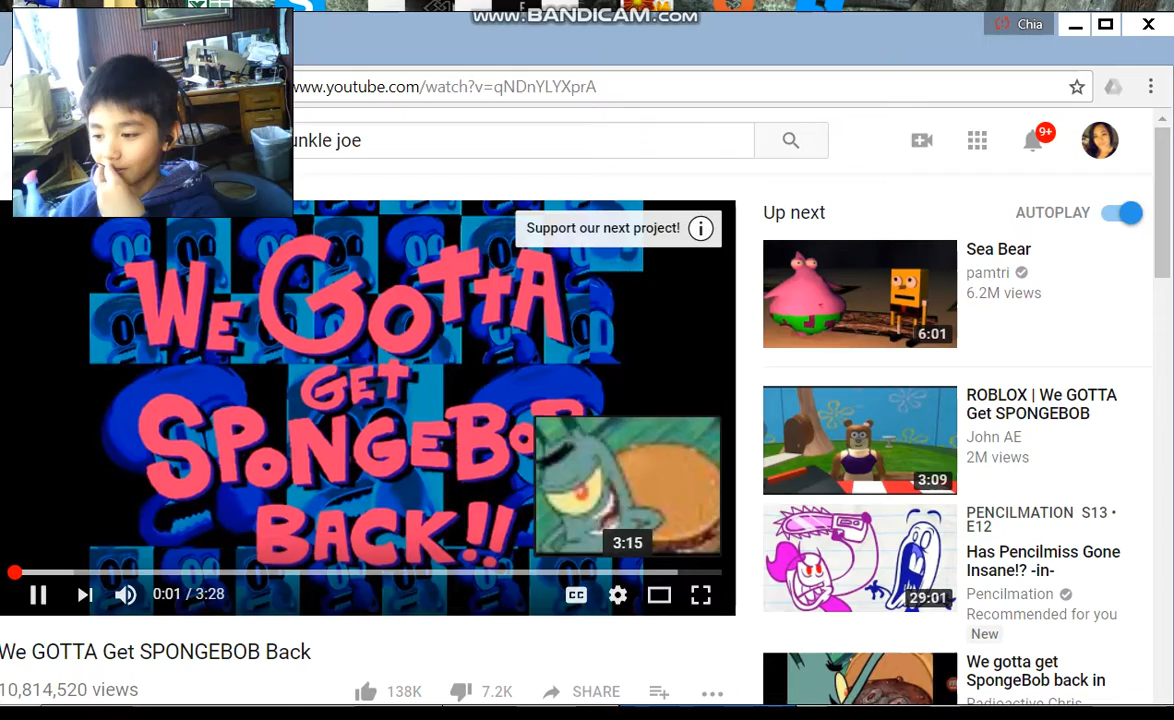 WWW.BANDICAM.COM
Chia
www.youtube.com/watch?v=qNDnYLYXprA
unkle joe
9+
Support our next project!
WE GOTTA
GET
SPONGEBO
BACK!!
3:15
0:01 / 3:28
CC
We GOTTA Get SPONGEBOB Back
10,814,520 views
138K
7.2K
SHARE
Up next
AUTOPLAY
Sea Bear
pamtri
6.2M views
6:01
ROBLOX | We GOTTA
Get SPONGEBOB
John AE
2M views
3:09
PENCILMATION S13 •
E12
Has Pencilmiss Gone
Insane!? -in-
Pencilmation
Recommended for you
New
29:01
We gotta get
SpongeBob back in
Radioactive Chris